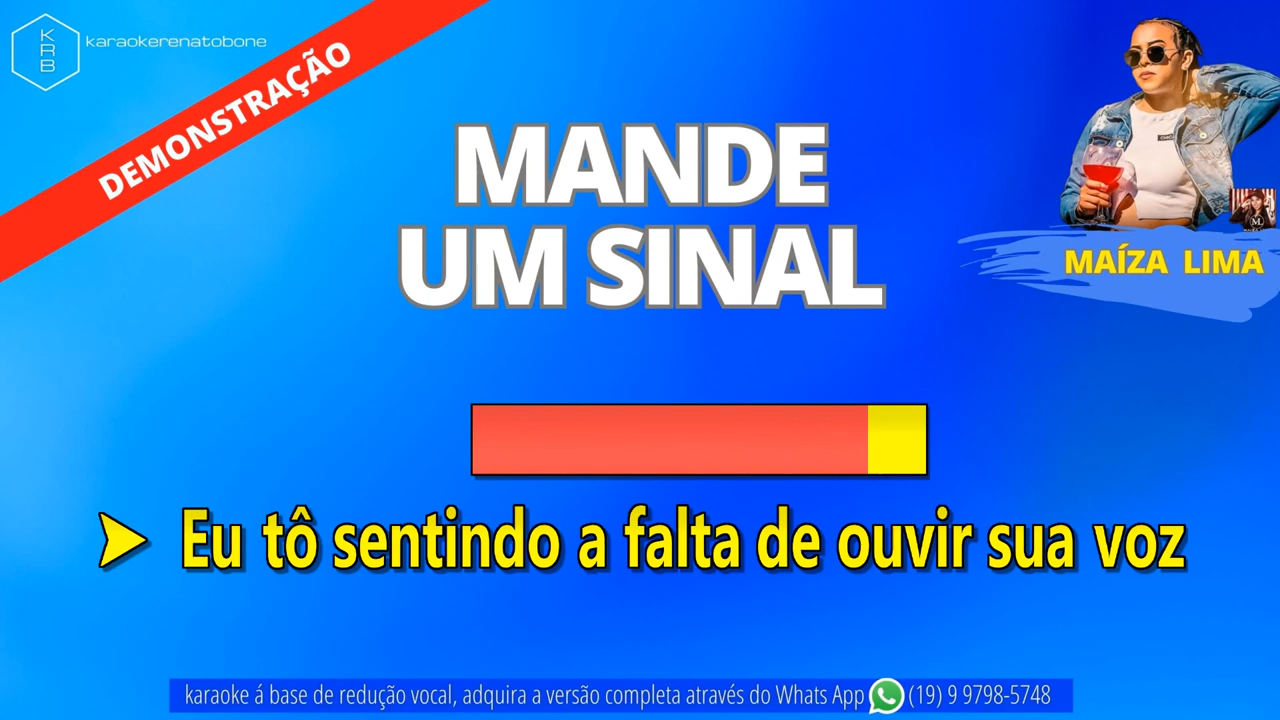 K
R
B
karaokerenatobone
DEMONSTRAÇÃO
MANDE
UM SINAL
MAÍZA LIMA
Eu tô sentindo a falta de ouvir sua voz
karaoke á base de redução vocal, adquira a versão completa através do Whats App (19) 9 9798-5748